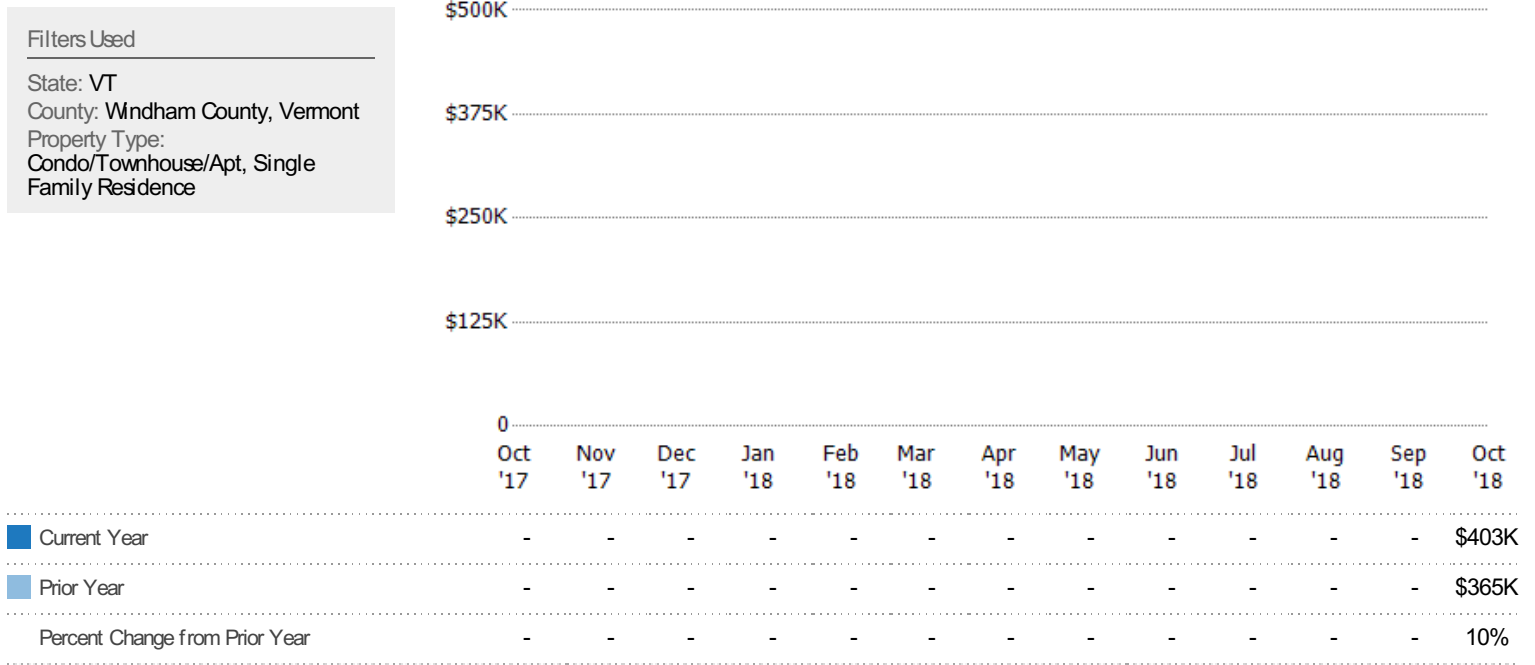 Filters Used
State: VT
County: Windham County, Vermont
Property Type:
Condo/Townhouse/Apt, Single
Family Residence
$500K
$375K
$250K
$125K
0
Oct Nov Dec Jan Feb Mar Apr May Jun Jul Aug Sep Oct
'17 '17 '17 '18 '18 '18 '18 '18 '18 '18 '18 '18 '18
Current Year - - - - - - - - - - - - $403K
Prior Year - - - - - - - - - - - - $365K
Percent Change from Prior Year - - - - - - - - - - - - 10%